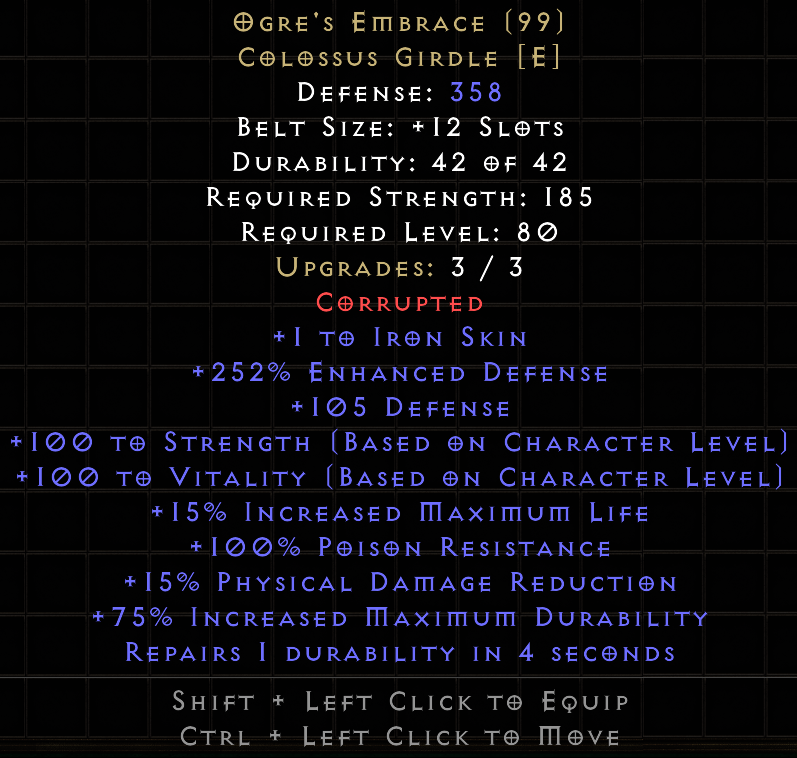 Ogre's Embrace (99)
Colossus Girdle [E]
Defense: 358
Belt Size: +12 Slots
Durability: 42 of 42
Required Strength: 185
Required Level: 80
Upgrades: 3 / 3
Corrupted
+1 to Iron Skin
+252% Enhanced Defense
+105 Defense
+100 to Strength (Based on Character Level)
+100 to Vitality (Based on Character Level)
+15% Increased Maximum Life
+100% Poison Resistance
+15% Physical Damage Reduction
+75% Increased Maximum Durability
Repairs 1 durability in 4 seconds
Shift + Left Click to Equip
Ctrl + Left Click to Move